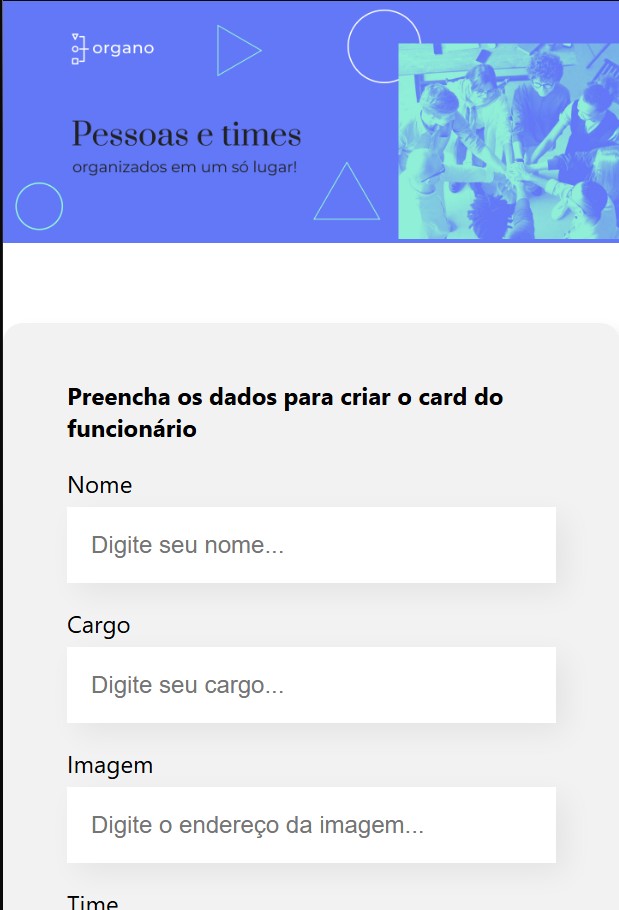 organo
Pessoas e times
organizados em um só lugar!
Preencha os dados para criar o card do
funcionário
Nome
Digite seu nome...
Cargo
Digite seu cargo...
Imagem
Digite o endereço da imagem...
Time